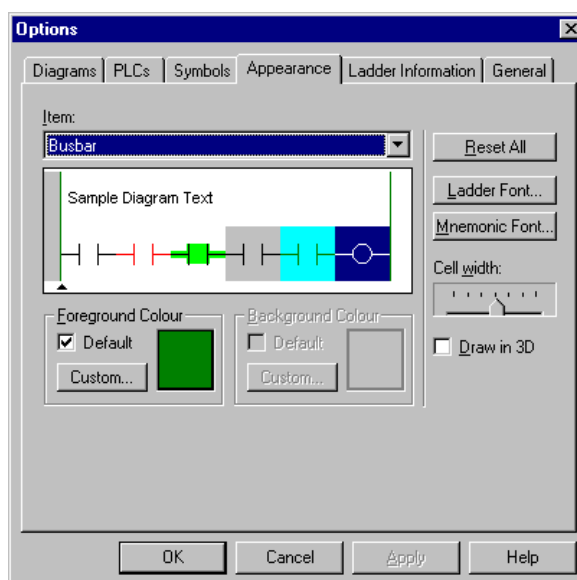 Options
Diagrams PLCs Symbols Appearance Ladder Information General
Item:
Busbar
Reset All
Sample Diagram Text
Ladder Font...
Mnemonic Font...
Cell width:
Foreground Colour
Background Colour
Default
Default
Draw in 3D
Custom...
Custom...
OK Cancel Apply Help